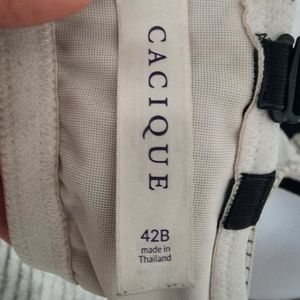 CACIQUE
42B
made in
Thailand